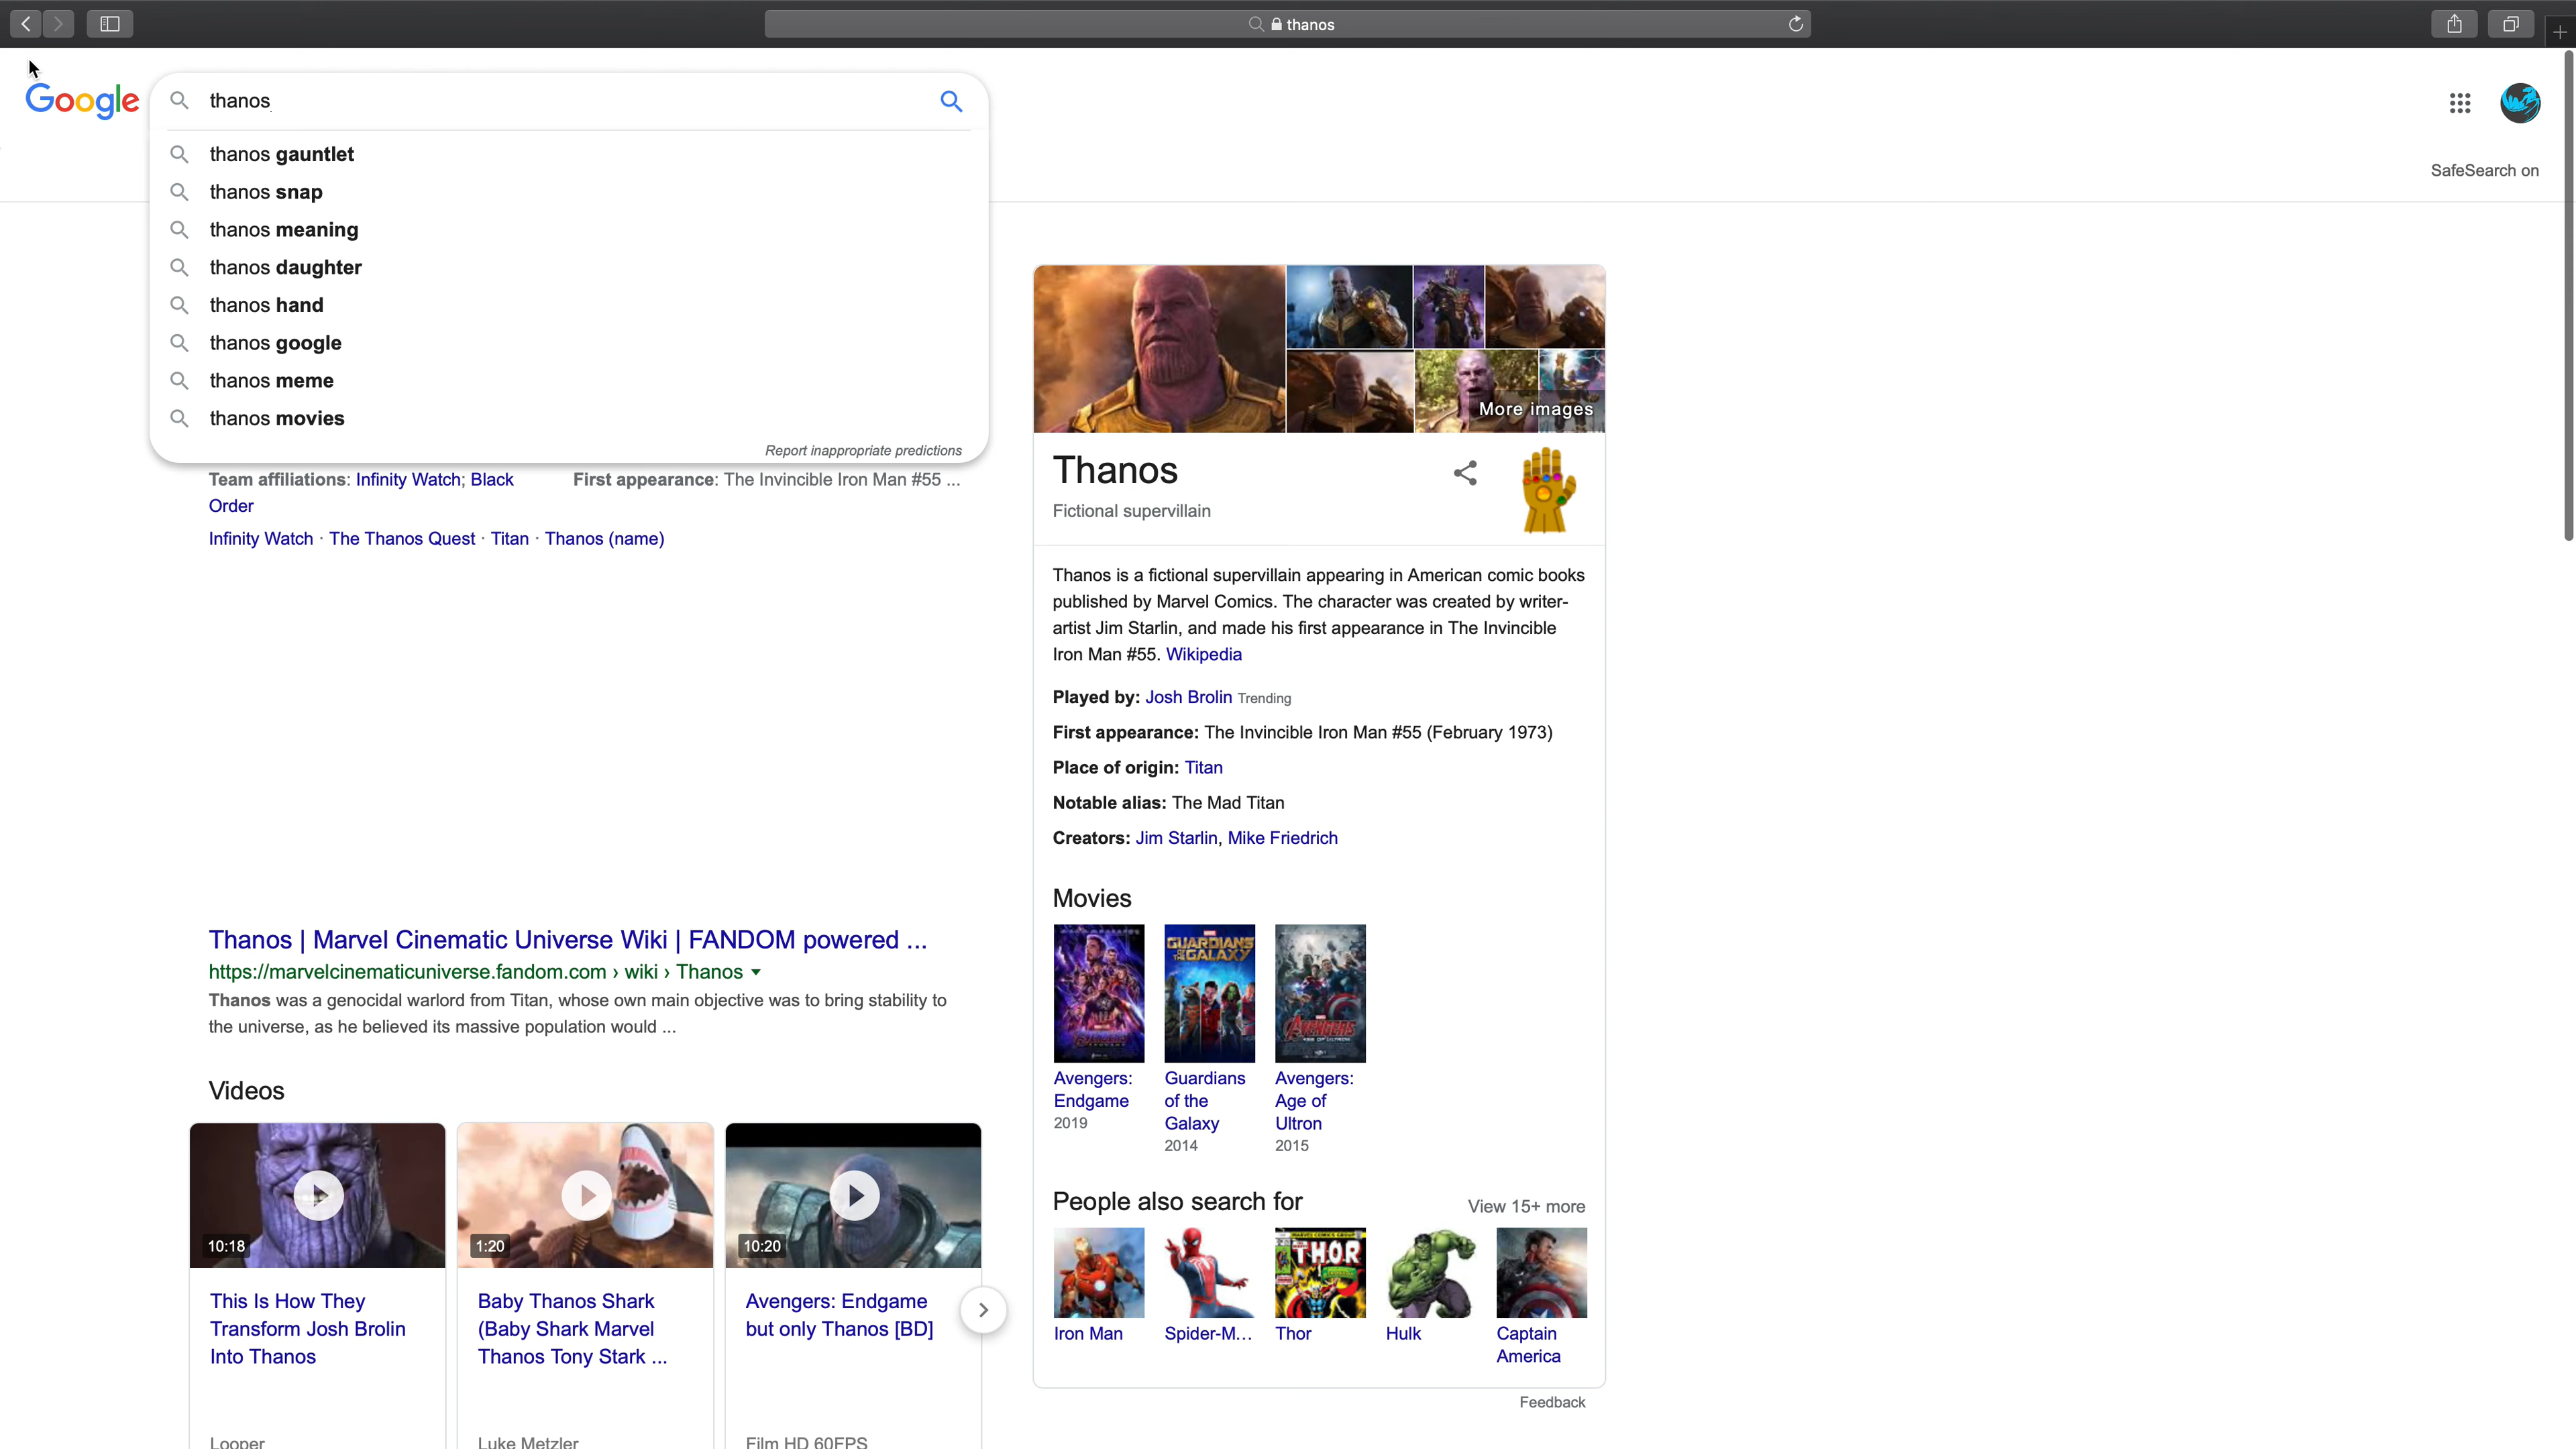 thanos
Google
thanos
thanos gauntlet
thanos snap
thanos meaning
thanos daughter
thanos hand
thanos google
thanos meme
thanos movies
Report inappropriate predictions
SafeSearch on
Team affiliations: Infinity Watch; Black
Order
First appearance: The Invincible Iron Man #55 ...
Infinity Watch · The Thanos Quest · Titan · Thanos (name)
Thanos | Marvel Cinematic Universe Wiki | FANDOM powered ...
https://marvelcinematicuniverse.fandom.com › wiki › Thanos
Thanos was a genocidal warlord from Titan, whose own main objective was to bring stability to
the universe, as he believed its massive population would ...
Videos
10:18
This Is How They
Transform Josh Brolin
Into Thanos
Looper
1:20
Baby Thanos Shark
(Baby Shark Marvel
Thanos Tony Stark ...
Luke Metzler
10:20
Avengers: Endgame
but only Thanos [BD]
Film HD 60FPS
More images
Thanos
Fictional supervillain
Thanos is a fictional supervillain appearing in American comic books
published by Marvel Comics. The character was created by writer-
artist Jim Starlin, and made his first appearance in The Invincible
Iron Man #55. Wikipedia
Played by: Josh Brolin Trending
First appearance: The Invincible Iron Man #55 (February 1973)
Place of origin: Titan
Notable alias: The Mad Titan
Creators: Jim Starlin, Mike Friedrich
Movies
GUARDIANS
OF THE
GALAXY
AVENGERS
Avengers:
Endgame
2019
Guardians
of the
Galaxy
2014
Avengers:
Age of
Ultron
2015
People also search for
View 15+ more
MARVEL COMICS GROUP
THOR
Iron Man
Spider-M...
Thor
Hulk
Captain
America
Feedback